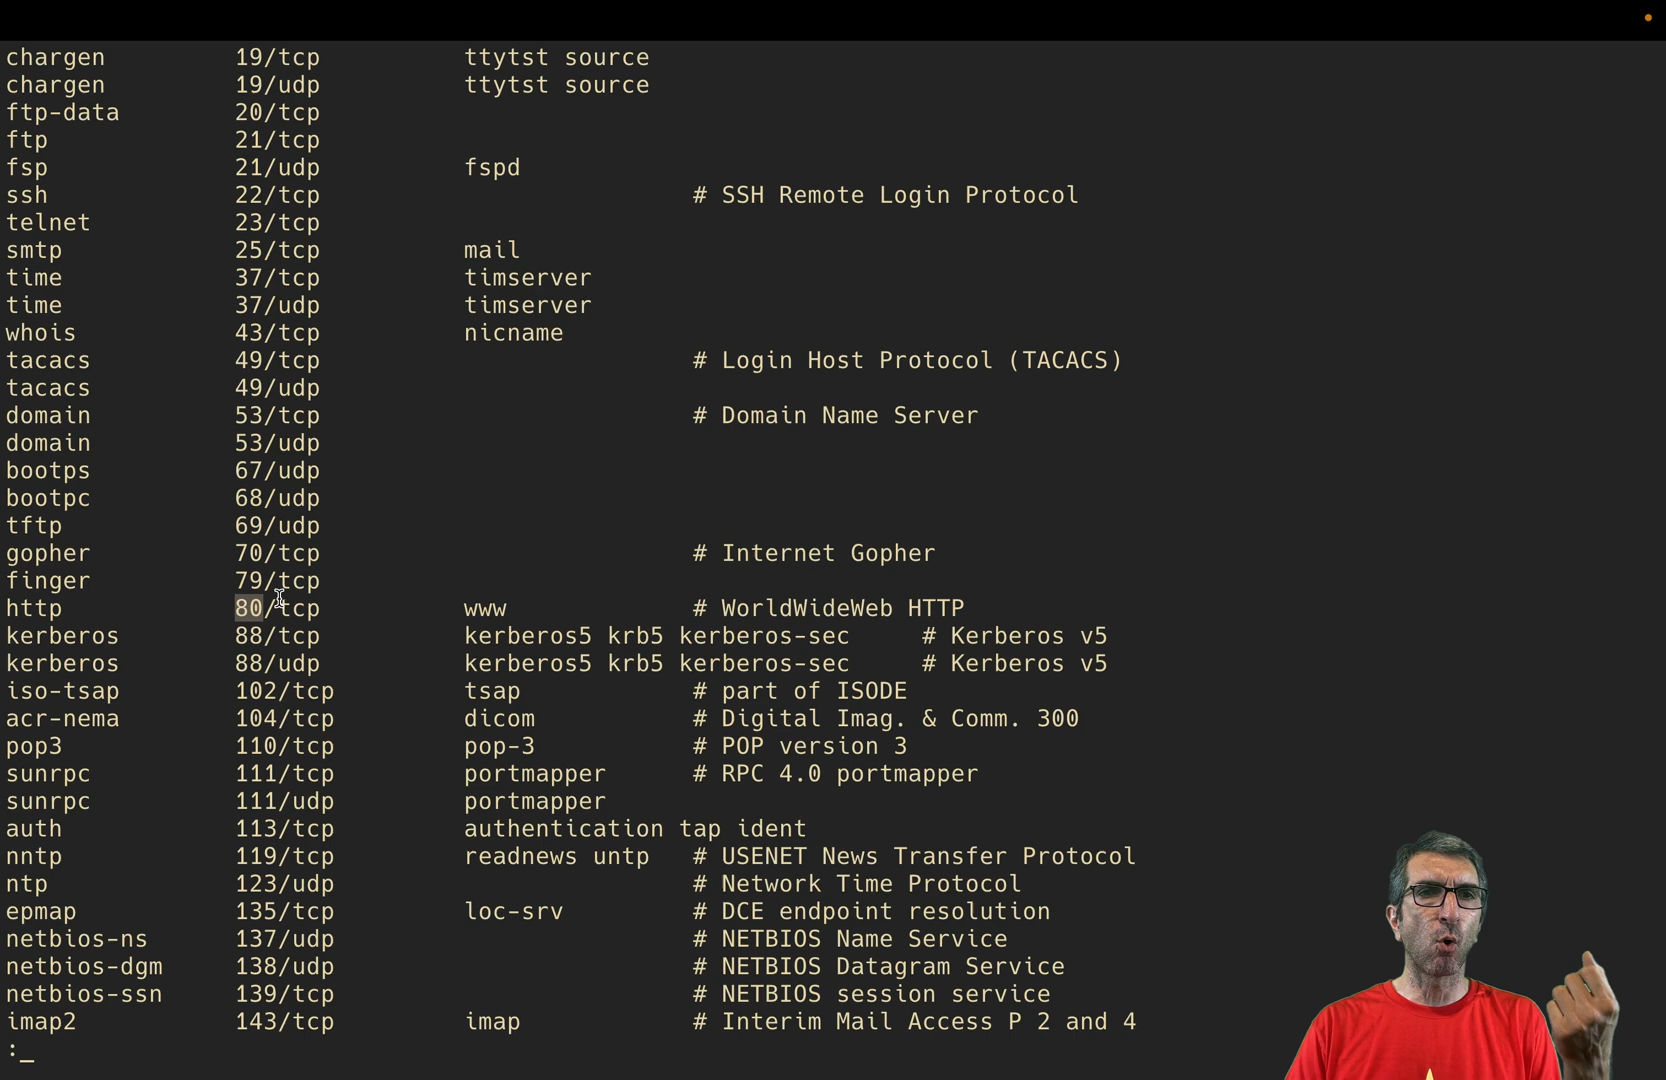 chargen 19/tcp ttytst source
chargen 19/udp ttytst source
ftp-data 20/tcp
ftp 21/tcp
fsp 21/udp fspd
ssh 22/tcp # SSH Remote Login Protocol
telnet 23/tcp
smtp 25/tcp mail
time 37/tcp timserver
time 37/udp timserver
whois 43/tcp nicname
tacacs 49/tcp # Login Host Protocol (TACACS)
tacacs 49/udp
domain 53/tcp # Domain Name Server
domain 53/udp
bootps 67/udp
bootpc 68/udp
tftp 69/udp
gopher 70/tcp # Internet Gopher
finger 79/tcp
http 80/tcp www # WorldWideWeb HTTP
kerberos 88/tcp kerberos5 krb5 kerberos-sec # Kerberos v5
kerberos 88/udp kerberos5 krb5 kerberos-sec # Kerberos v5
iso-tsap 102/tcp tsap # part of ISODE
acr-nema 104/tcp dicom # Digital Imag. & Comm. 300
pop3 110/tcp pop-3 # POP version 3
sunrpc 111/tcp portmapper # RPC 4.0 portmapper
sunrpc 111/udp portmapper
auth 113/tcp authentication tap ident
nntp 119/tcp readnews untp # USENET News Transfer Protocol
ntp 123/udp # Network Time Protocol
epmap 135/tcp loc-srv # DCE endpoint resolution
netbios-ns 137/udp # NETBIOS Name Service
netbios-dgm 138/udp # NETBIOS Datagram Service
netbios-ssn 139/tcp # NETBIOS session service
imap2 143/tcp imap # Interim Mail Access P 2 and 4
:_